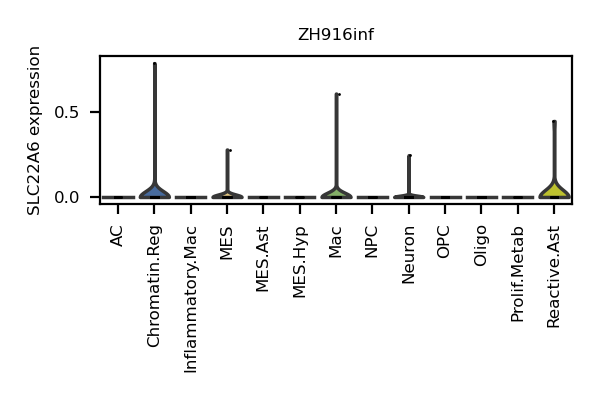 ZH916inf
SLC22A6 expression
0.5
0.0
AC
Chromatin.Reg
Inflammatory.Mac
MES
MES.Ast
MES.Hyp
Mac
NPC
Neuron
OPC
Oligo
Prolif.Metab
Reactive.Ast